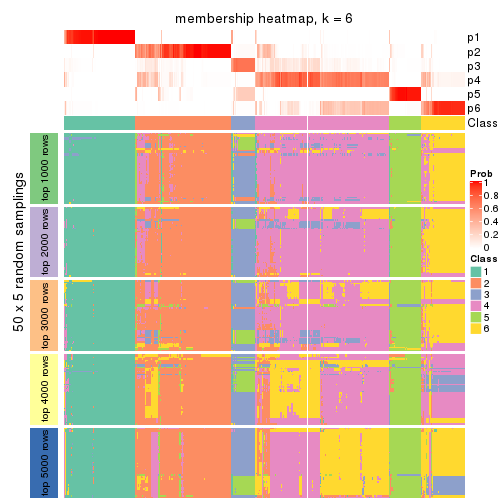 membership heatmap, k = 6
p1
p2
p3
p4
p5
p6
Class
50 x 5 random samplings
top 1000 rows
top 2000 rows
top 3000 rows
top 4000 rows
top 5000 rows
Prob
1
0.8
0.6
0.4
0.2
0
Class
1
2
3
4
5
6